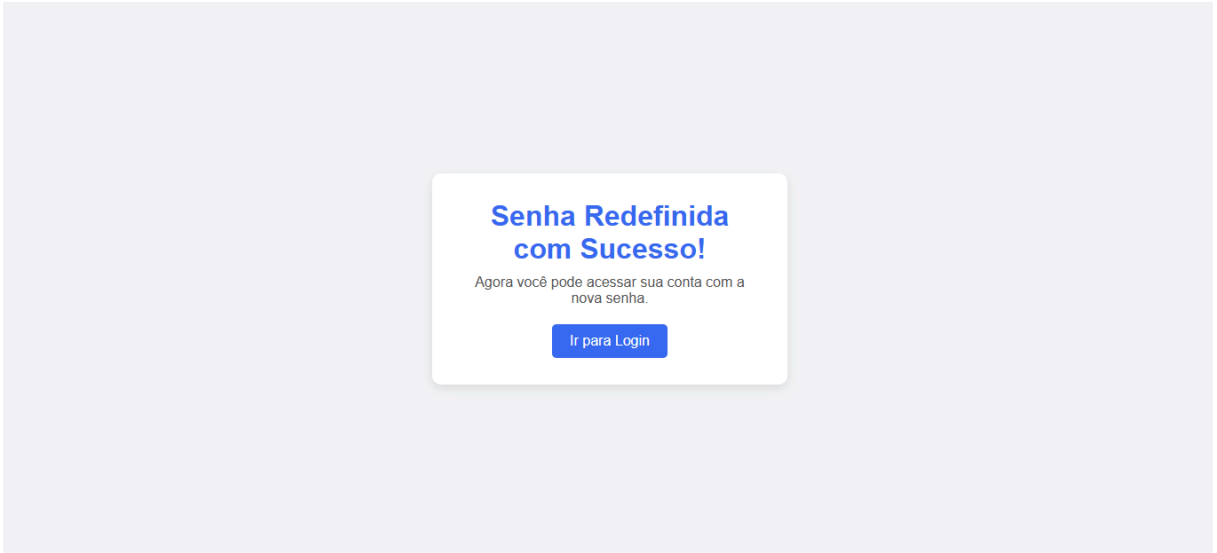 Senha Redefinida
com Sucesso!
Agora você pode acessar sua conta com a
nova senha.
Ir para Login